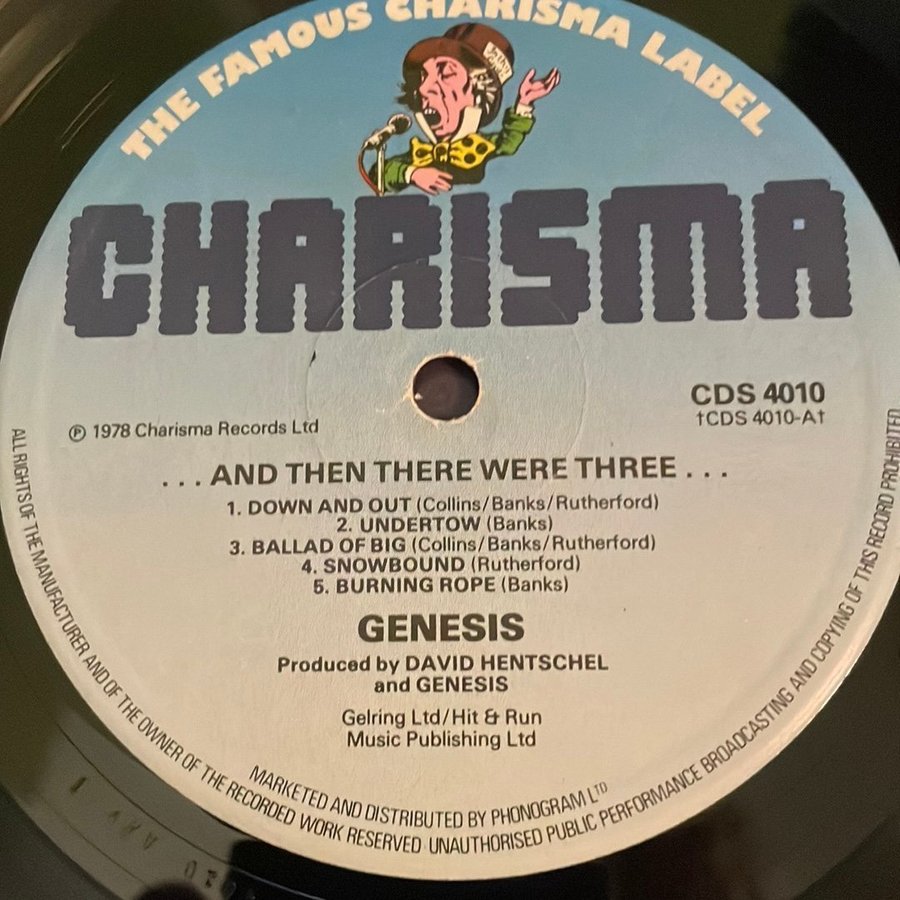 THE FAMOUS CHARISMA LABEL
CHARISMA
CDS 4010
†CDS 4010-A†
℗ 1978 Charisma Records Ltd
...AND THEN THERE WERE THREE...
1. DOWN AND OUT (Collins/Banks/Rutherford)
2. UNDERTOW (Banks)
3. BALLAD OF BIG (Collins/Banks/Rutherford)
4. SNOWBOUND (Rutherford)
5. BURNING ROPE (Banks)
GENESIS
Produced by DAVID HENTSCHEL
and GENESIS
Gelring Ltd/Hit & Run
Music Publishing Ltd
MARKETED AND DISTRIBUTED BY PHONOGRAM LTD
ALL RIGHTS OF THE MANUFACTURER AND OF THE OWNER OF THE RECORDED WORK RESERVED UNAUTHORISED PUBLIC PERFORMANCE BROADCASTING AND COPYING OF THIS RECORD PROHIBITED